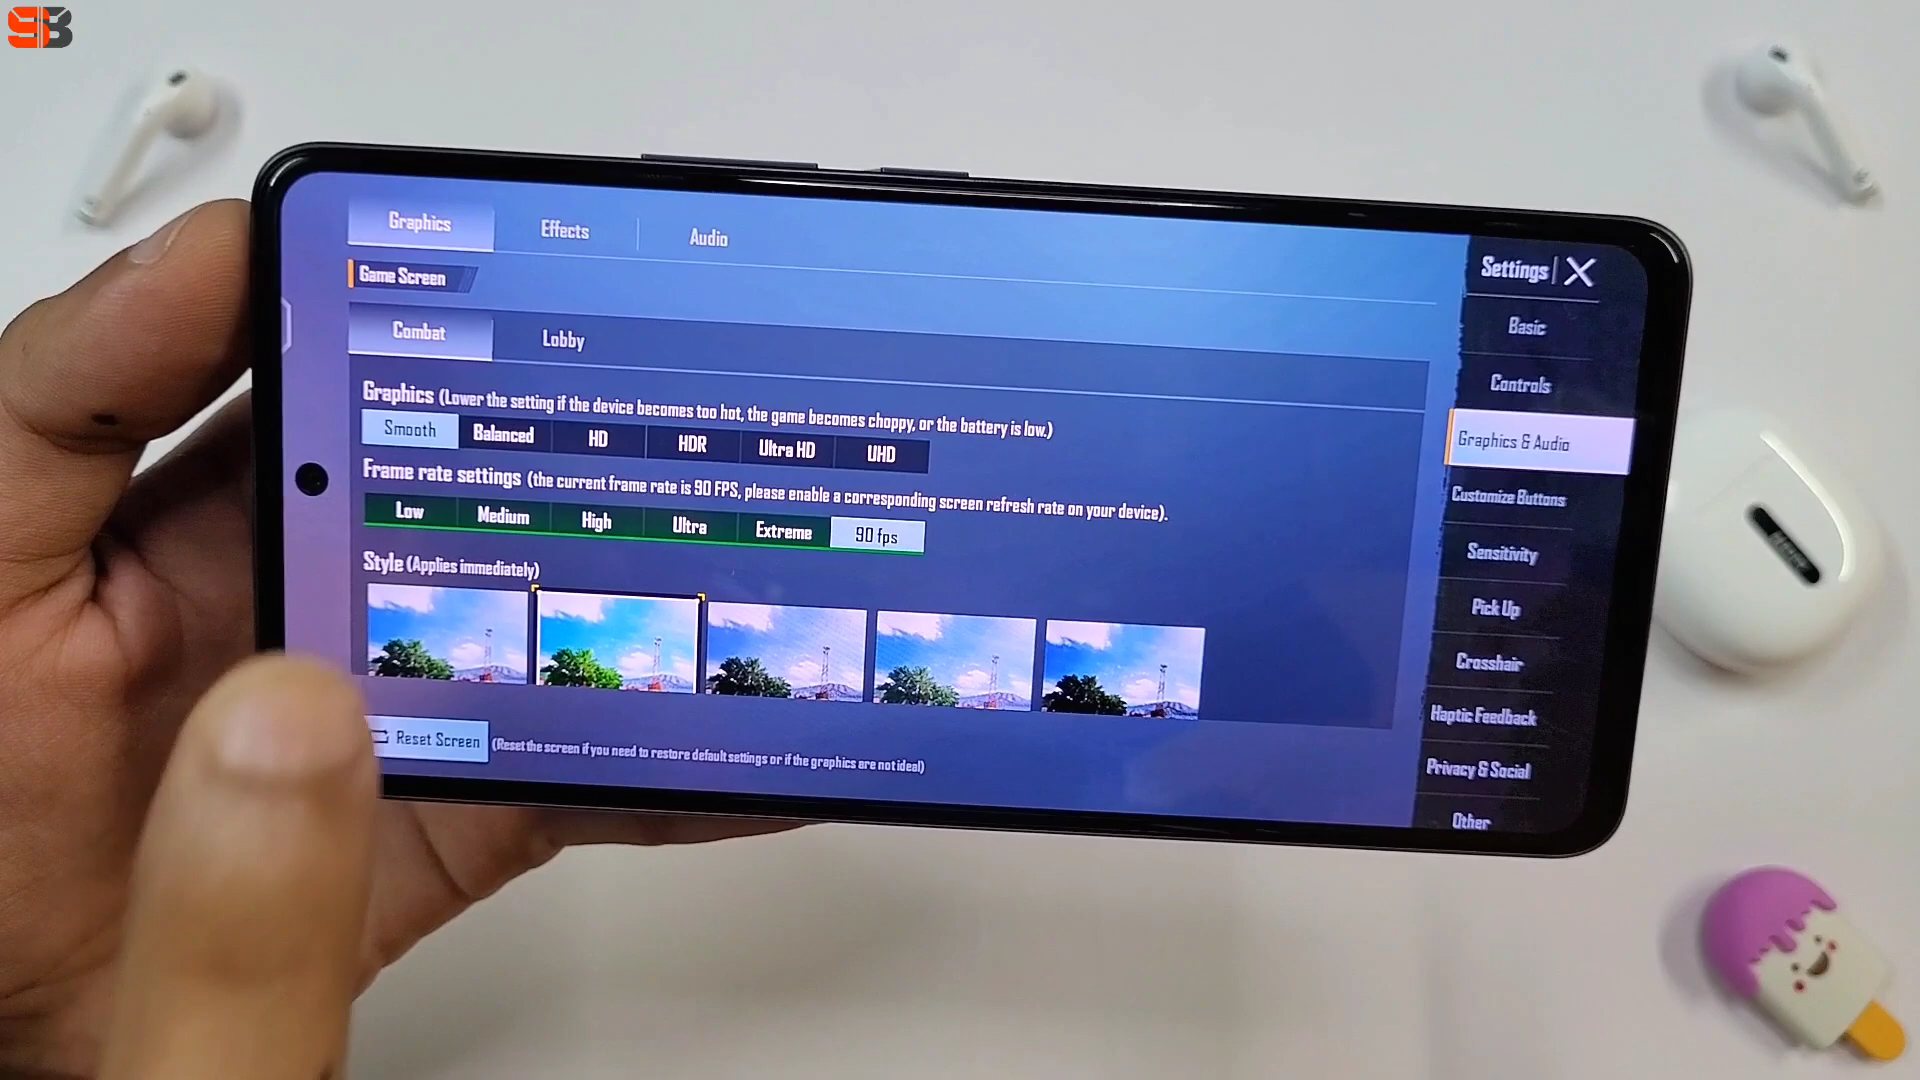 SB
Graphics
Effects
Audio
Settings
Game Screen
Basic
Combat
Lobby
Controls
Graphics (Lower the setting if the device becomes too hot, the game becomes choppy, or the battery is low.)
Smooth
Balanced
HD
HDR
Ultra HD
UHD
Graphics & Audio
Frame rate settings (the current frame rate is 90 FPS, please enable a corresponding screen refresh rate on your device).
Customize Buttons
Low
Medium
High
Ultra
Extreme
90 fps
Sensitivity
Style (Applies immediately)
Pick Up
Crosshair
Haptic Feedback
Reset Screen
(Reset the screen if you need to restore default settings or if the graphics are not ideal)
Privacy & Social
Other